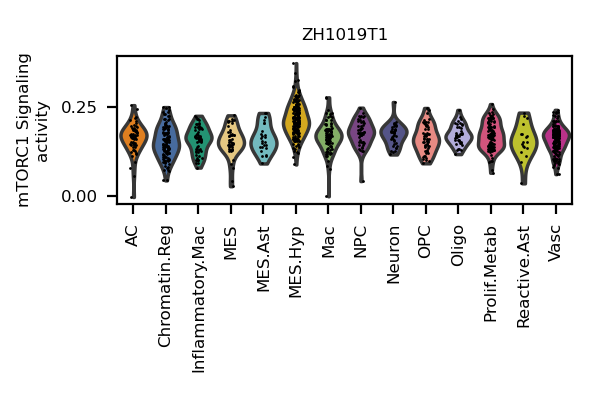 ZH1019T1
mTORC1 Signaling
activity
0.25
0.00
AC
Chromatin.Reg
Inflammatory.Mac
MES
MES.Ast
MES.Hyp
Mac
NPC
Neuron
OPC
Oligo
Prolif.Metab
Reactive.Ast
Vasc